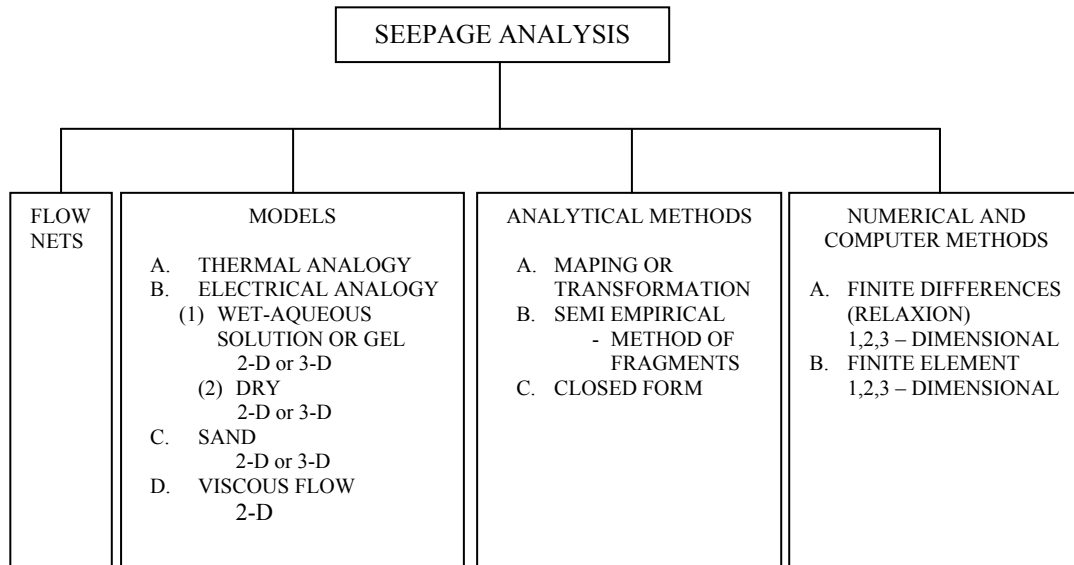 SEEPAGE ANALYSIS
FLOW
NETS
MODELS
A. THERMAL ANALOGY
B. ELECTRICAL ANALOGY
(1) WET-AQUEOUS
SOLUTION OR GEL
2-D or 3-D
(2) DRY
2-D or 3-D
C. SAND
2-D or 3-D
D. VISCOUS FLOW
2-D
ANALYTICAL METHODS
A. MAPING OR
TRANSFORMATION
B. SEMI EMPIRICAL
- METHOD OF
FRAGMENTS
C. CLOSED FORM
NUMERICAL AND
COMPUTER METHODS
A. FINITE DIFFERENCES
(RELAXION)
1,2,3 – DIMENSIONAL
B. FINITE ELEMENT
1,2,3 – DIMENSIONAL